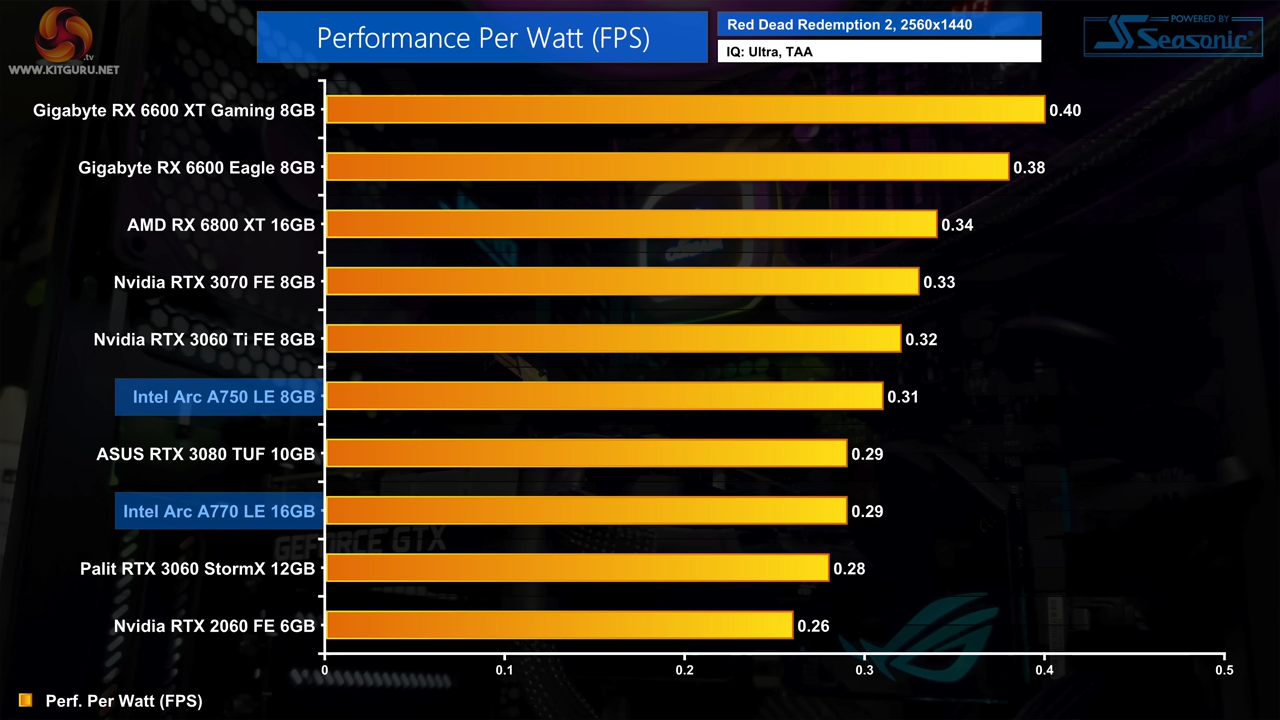 WWW.KITGURU.NET
.tv
Performance Per Watt (FPS)
Red Dead Redemption 2, 2560x1440
IQ: Ultra, TAA
POWERED BY
Seasonic
Gigabyte RX 6600 XT Gaming 8GB 0.40
Gigabyte RX 6600 Eagle 8GB 0.38
AMD RX 6800 XT 16GB 0.34
Nvidia RTX 3070 FE 8GB 0.33
Nvidia RTX 3060 Ti FE 8GB 0.32
Intel Arc A750 LE 8GB 0.31
ASUS RTX 3080 TUF 10GB 0.29
Intel Arc A770 LE 16GB 0.29
GEFORCE GTX
Palit RTX 3060 StormX 12GB 0.28
Nvidia RTX 2060 FE 6GB 0.26
0 0.1 0.2 0.3 0.4 0.5
Perf. Per Watt (FPS)